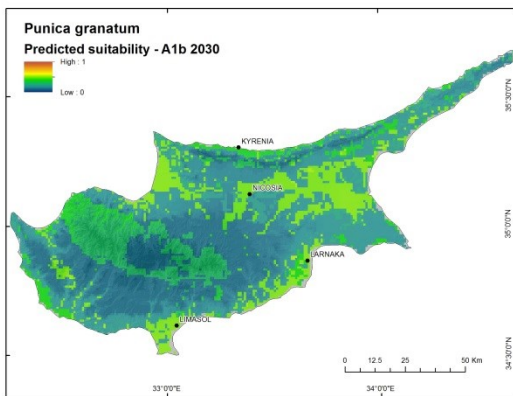 Punica granatum
Predicted suitability - A1b 2030
High : 1
Low : 0
KYRENIA
NICOSIA
LARNAKA
LIMASOL
35°30'0"N
35°0'0"N
34°30'0"N
0 12.5 25 50 Km
33°0'0"E 34°0'0"E